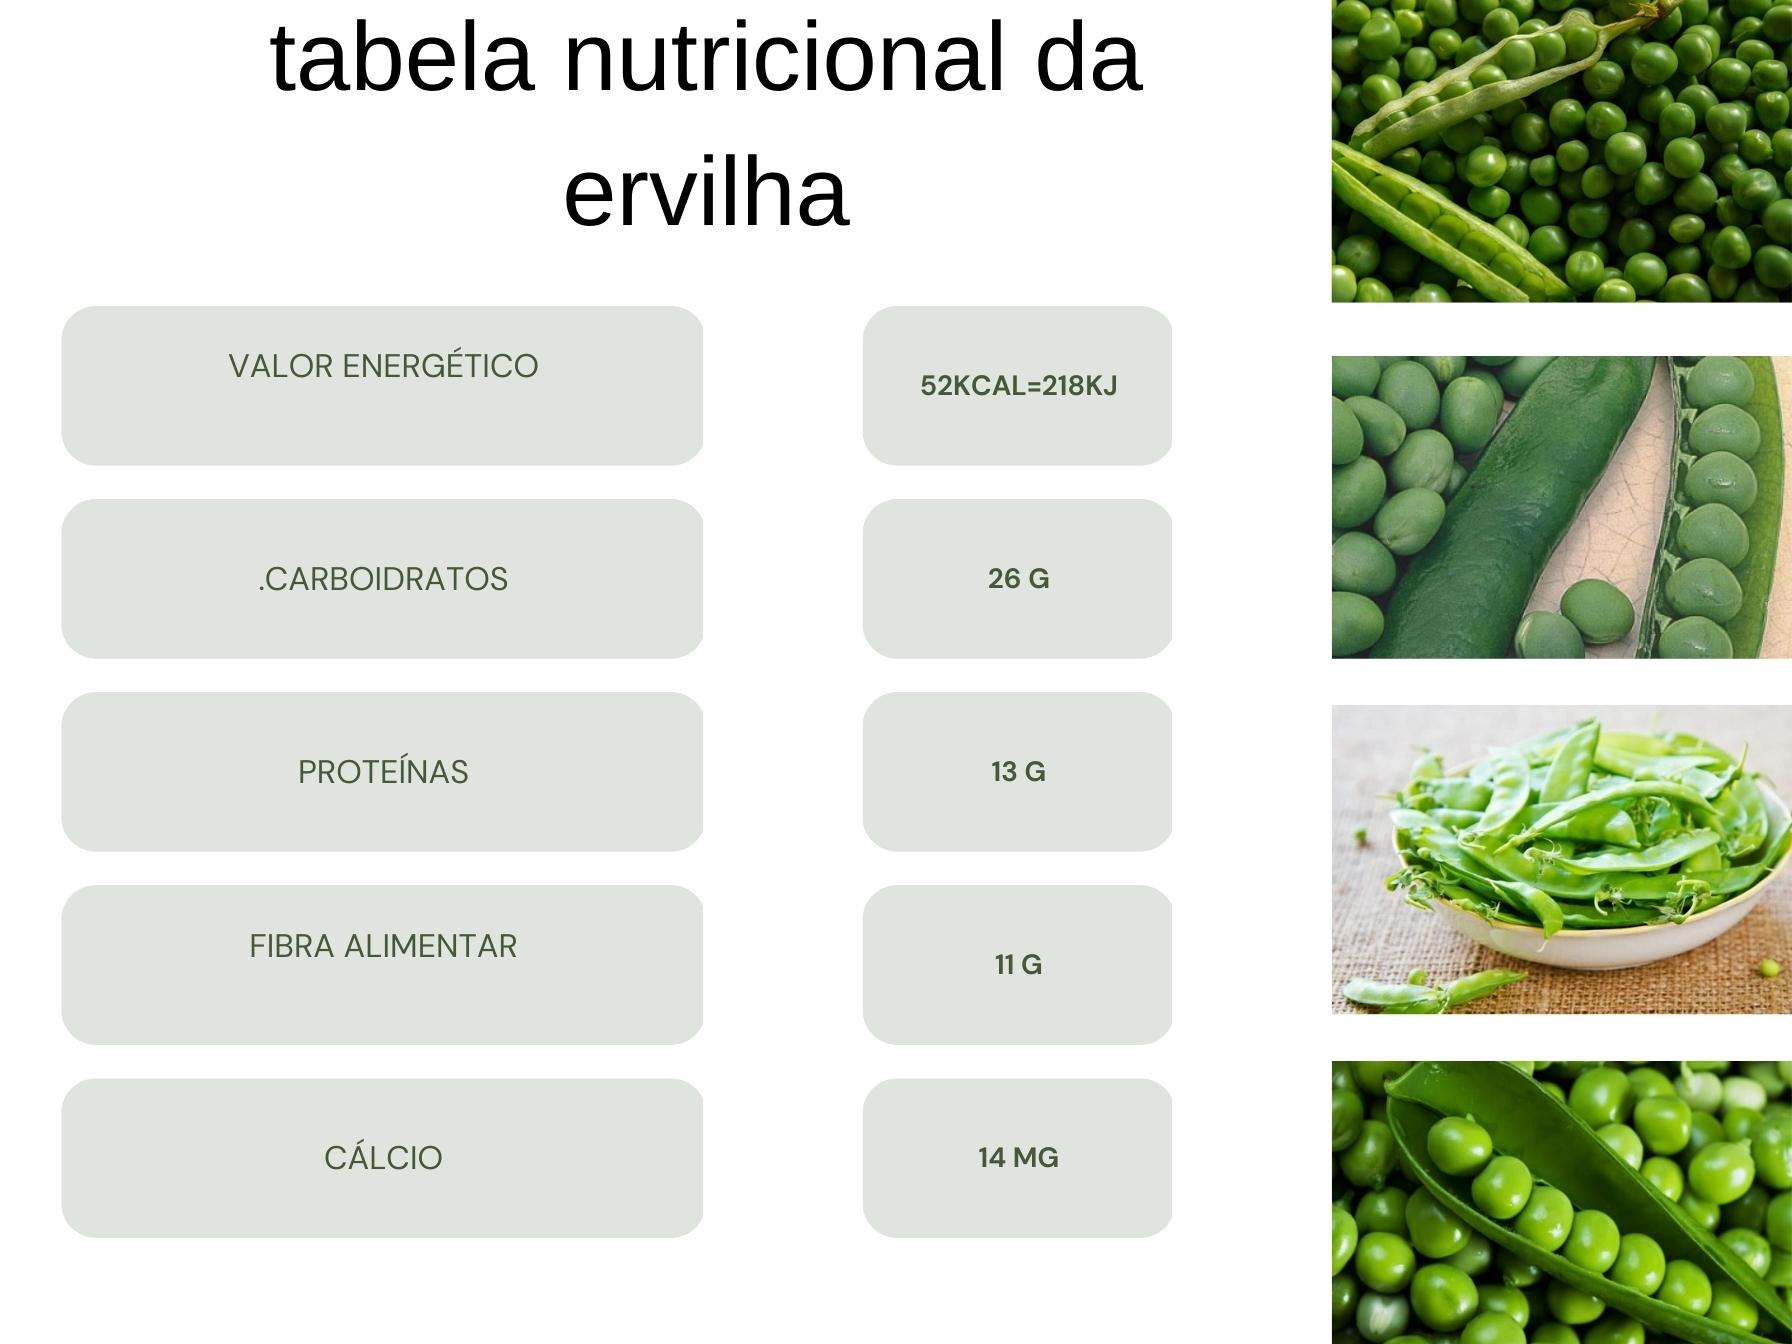 tabela nutricional da
ervilha
VALOR ENERGÉTICO
52KCAL=218KJ
.CARBOIDRATOS
26 G
PROTEÍNAS
13 G
FIBRA ALIMENTAR
11 G
CÁLCIO
14 MG